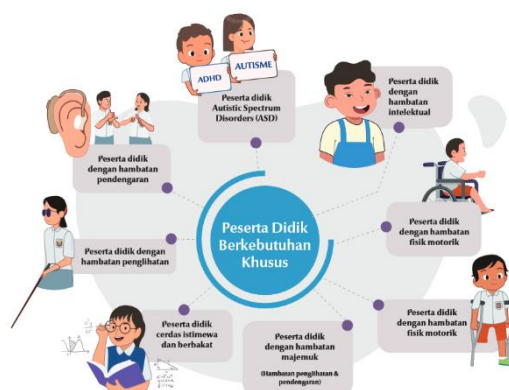 ADHD
AUTISME
Peserta didik
Autistic Spectrum
Disorders (ASD)
Peserta didik
dengan
hambatan
intelektual
Peserta didik
dengan hambatan
pendengaran
Peserta Didik
Berkebutuhan
Khusus
Peserta didik
dengan hambatan
fisik motorik
Peserta didik dengan
hambatan penglihatan
Peserta didik
cerdas istimewa
dan berbakat
Peserta didik
dengan hambatan
majemuk
(Hambatan penglihatan &
pendengaran)
Peserta didik
dengan hambatan
fisik motorik